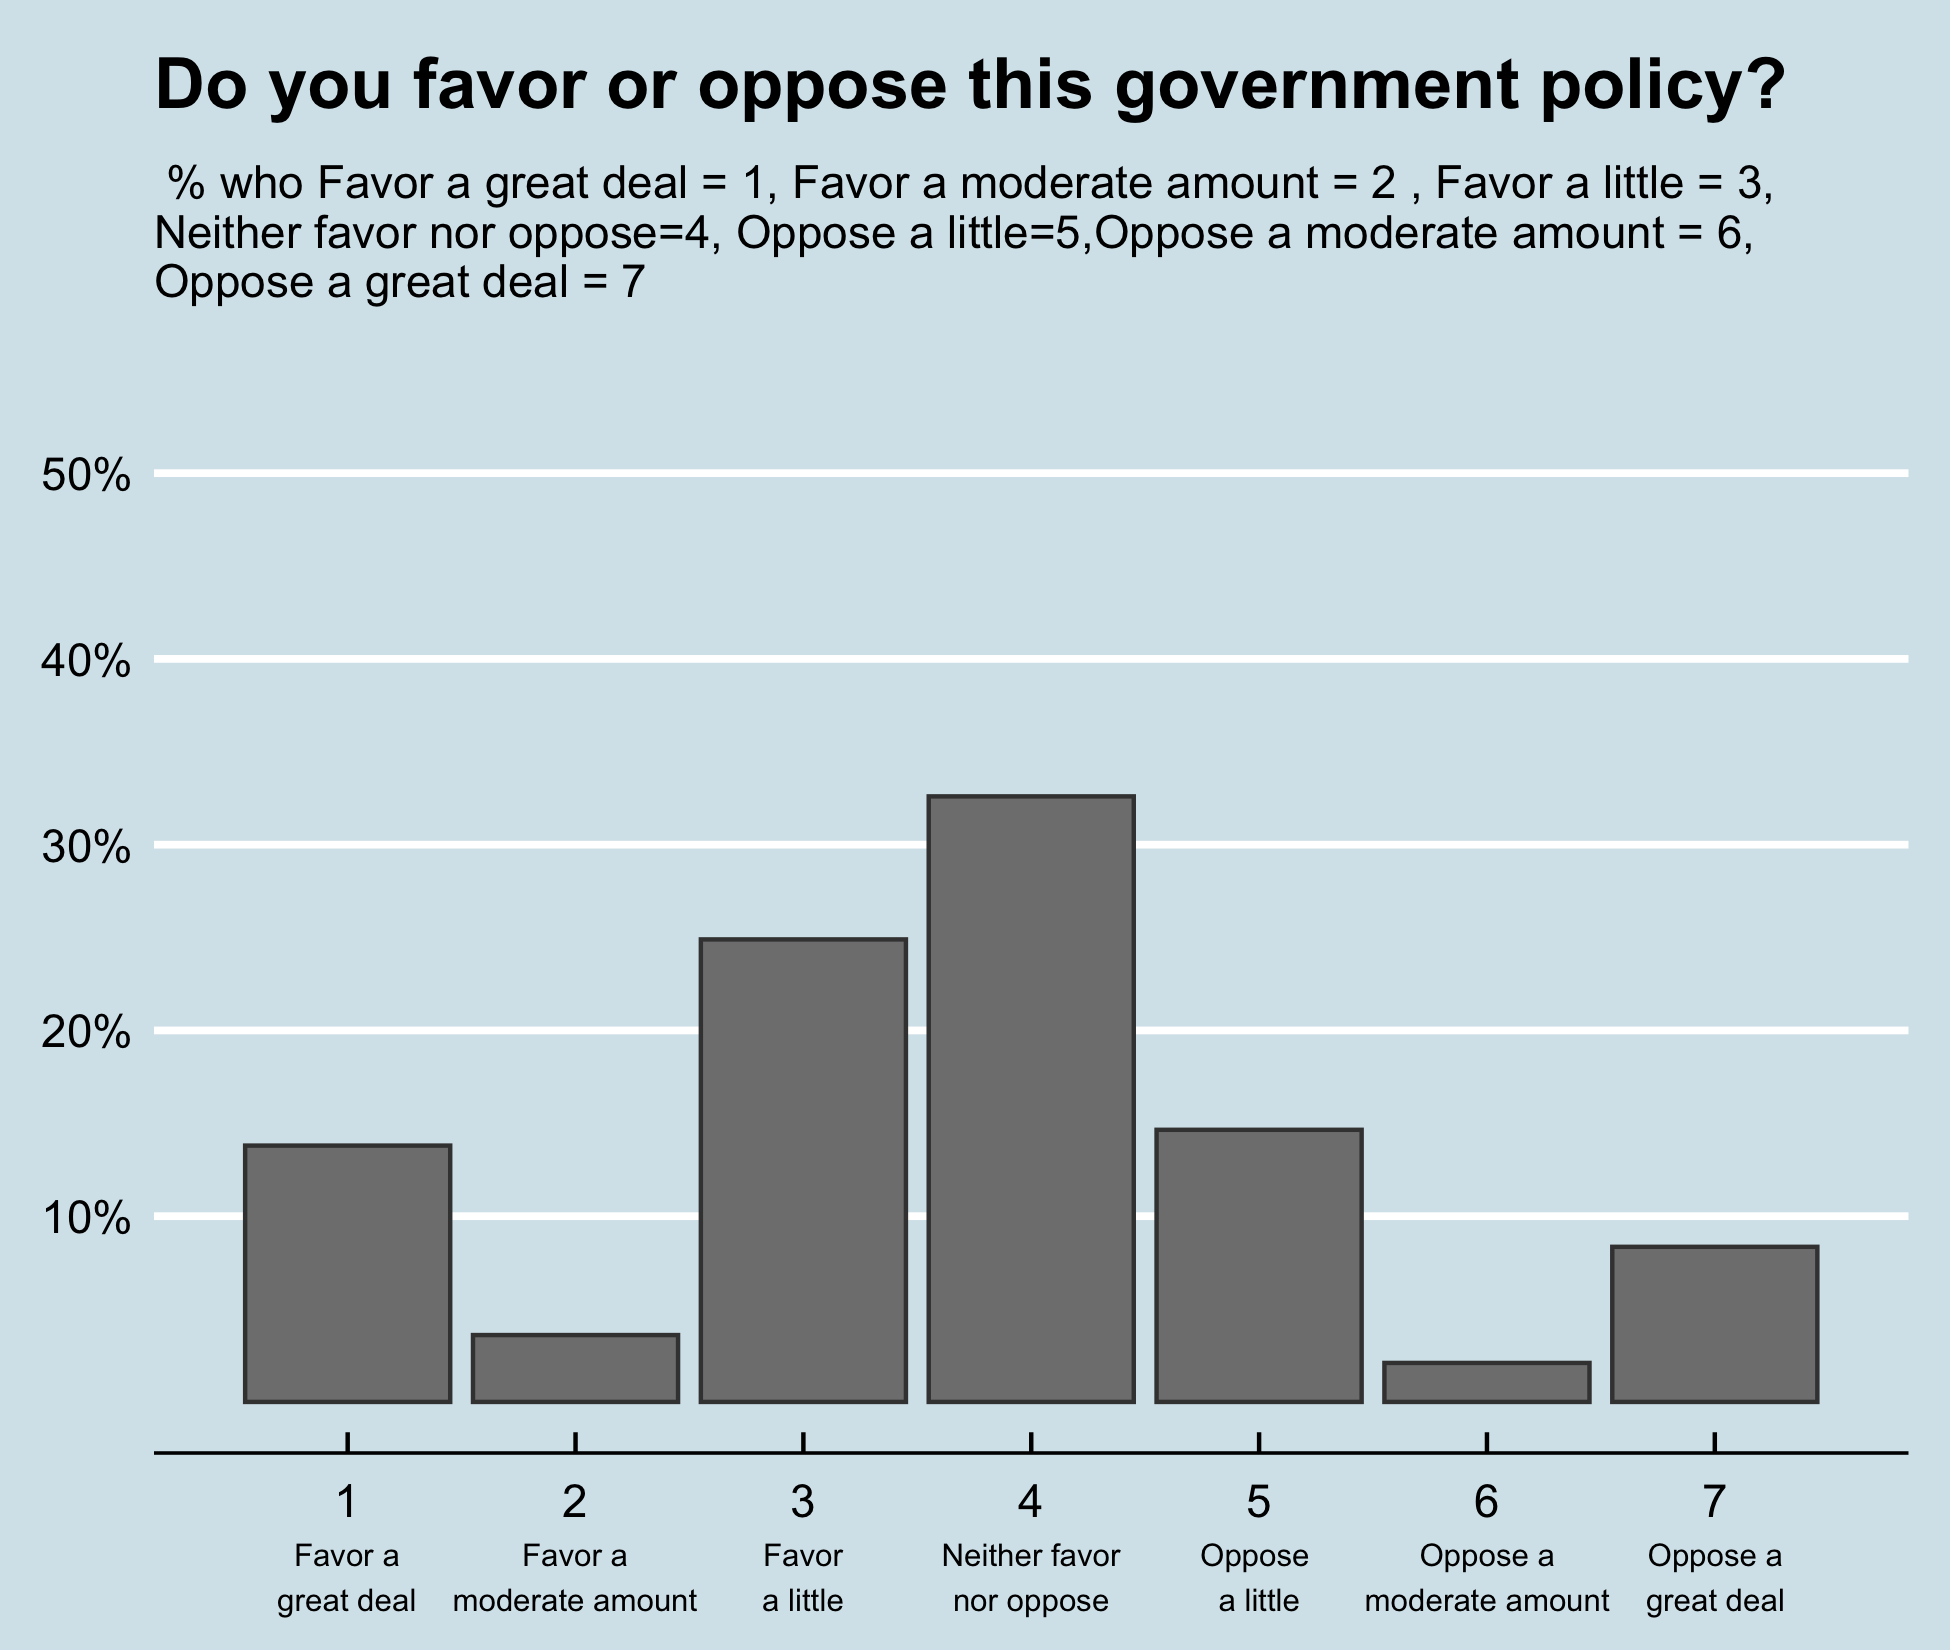 Do you favor or oppose this government policy?
% who Favor a great deal = 1, Favor a moderate amount = 2 , Favor a little = 3,
Neither favor nor oppose=4, Oppose a little=5,Oppose a moderate amount = 6,
Oppose a great deal = 7
50%
40%
30%
20%
10%
1 2 3 4 5 6 7
Favor a Favor a Favor Neither favor Oppose Oppose a Oppose a
great deal moderate amount a little nor oppose a little moderate amount great deal